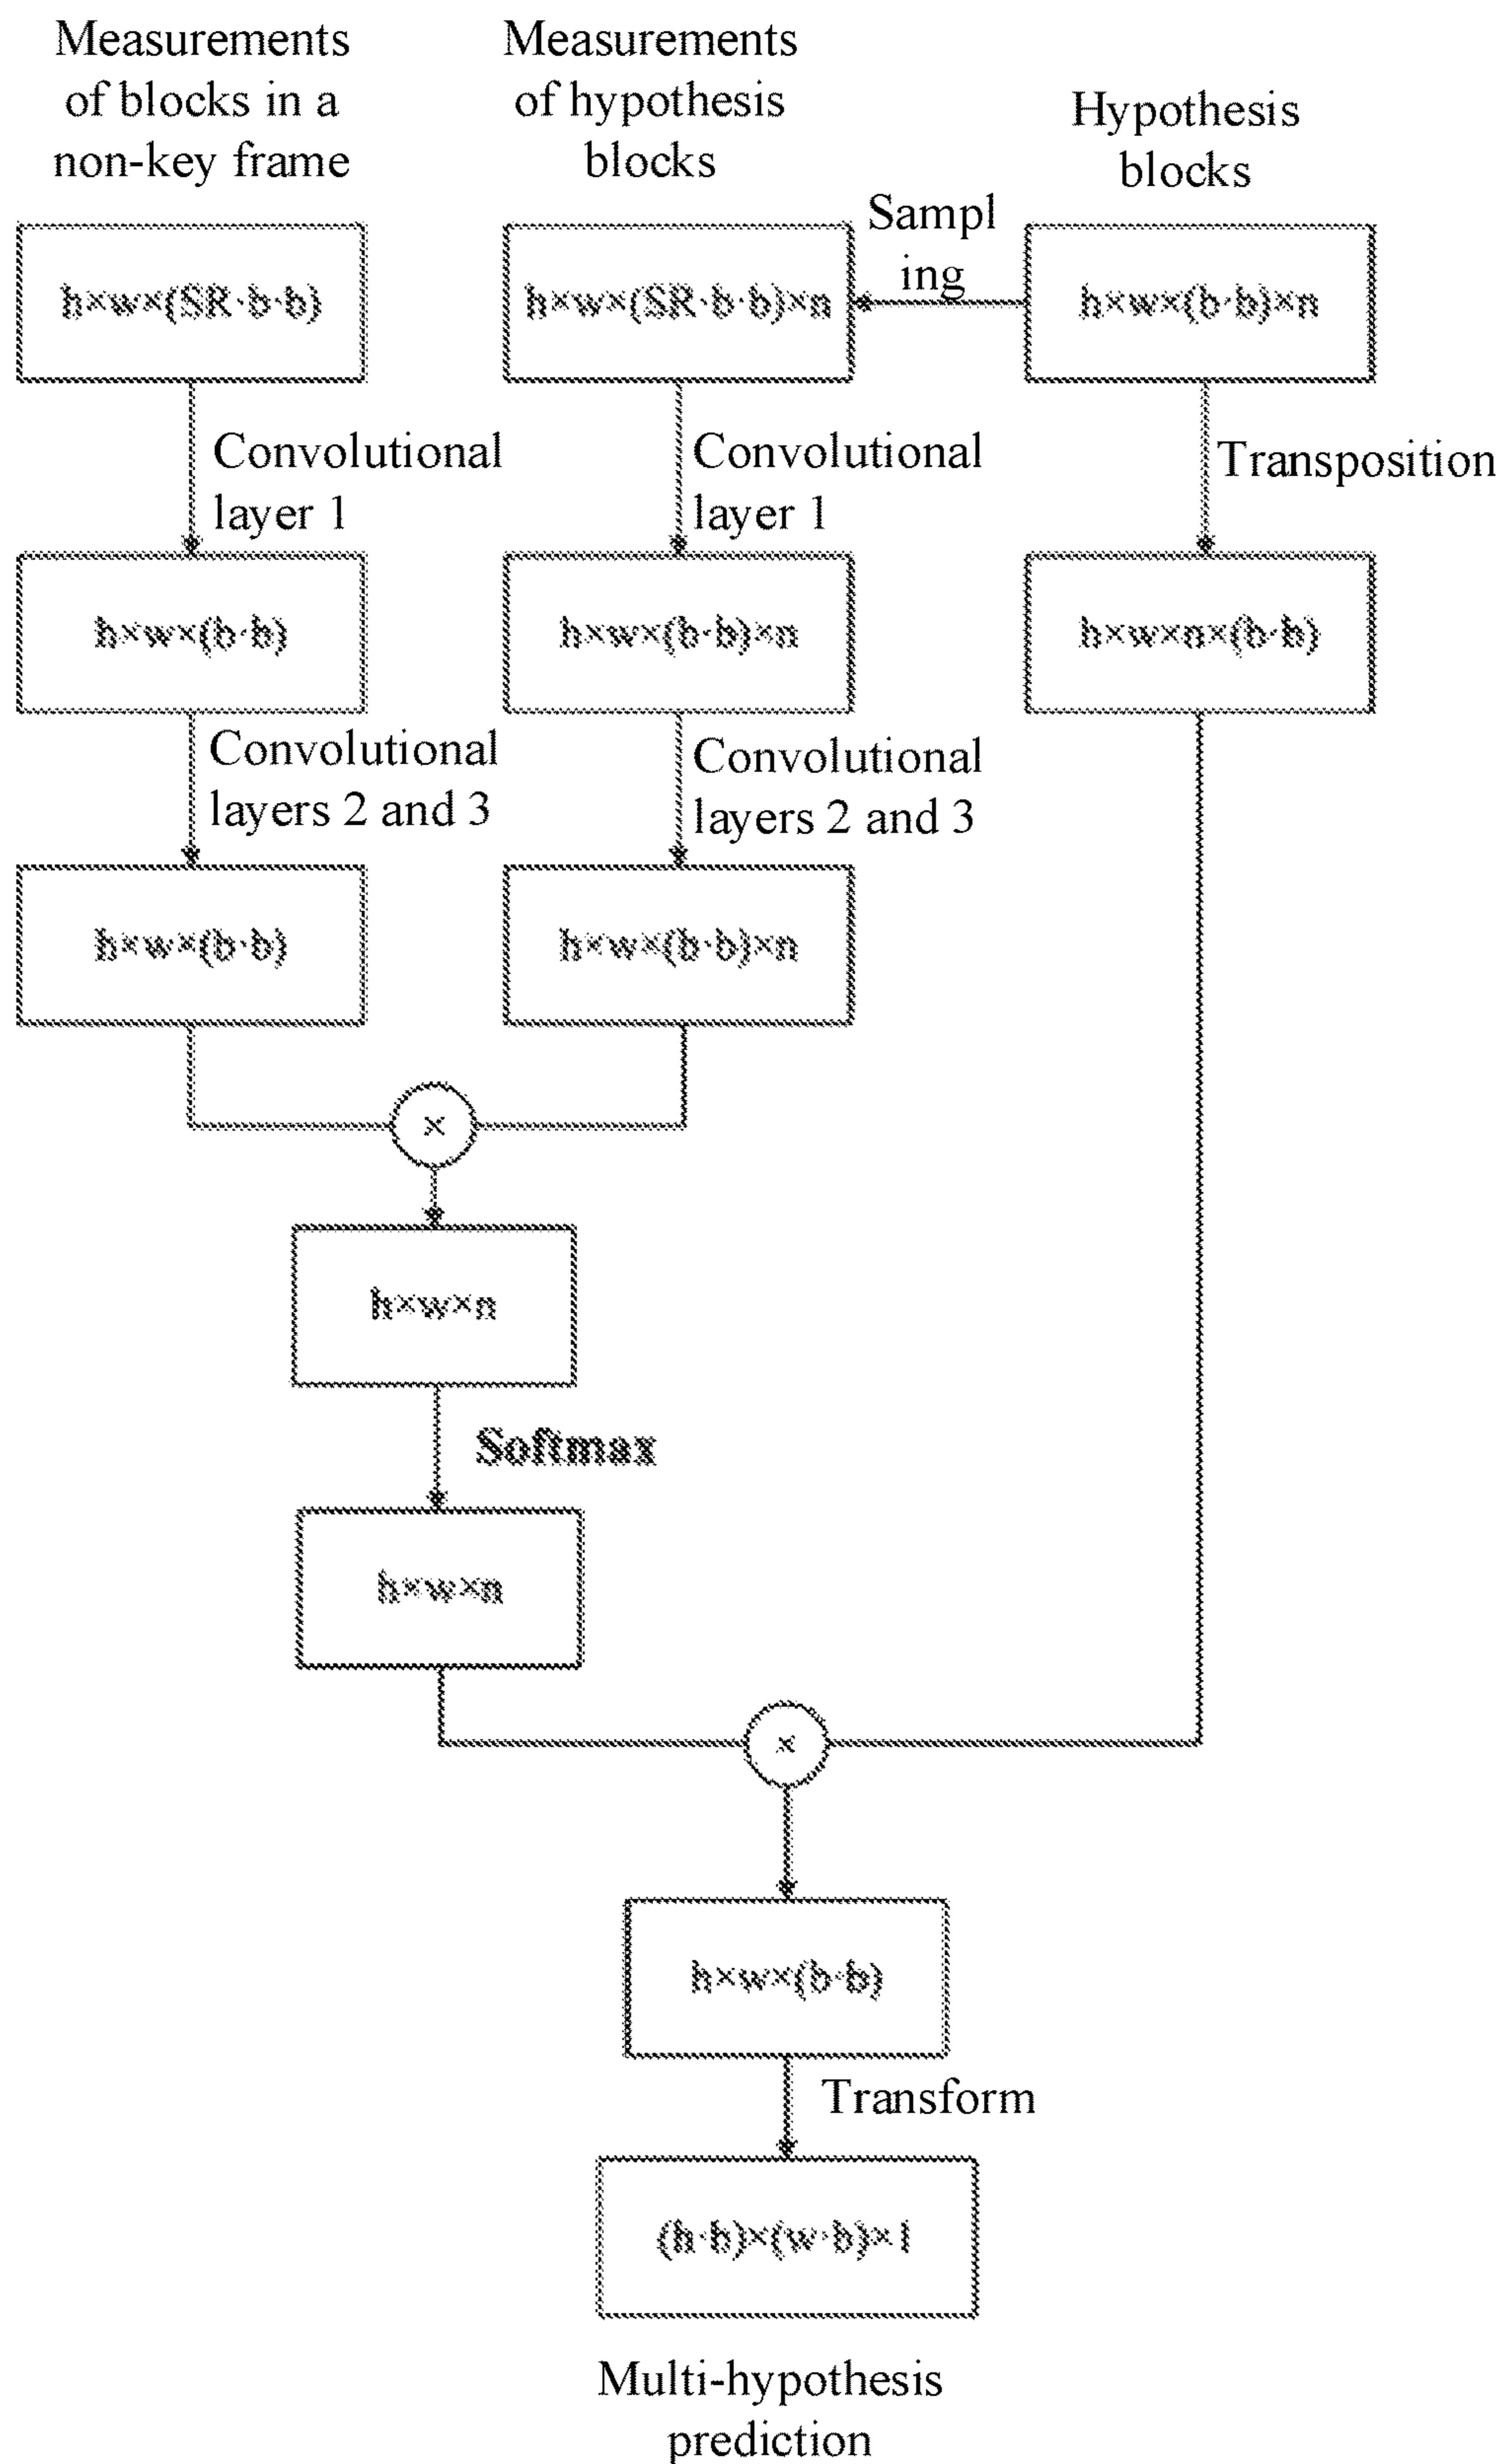 Measurements
of blocks in a
non-key frame
Measurements
of hypothesis
blocks
Hypothesis
blocks
h×w×(SR·b·b)
h×w×(SR·b·b)×n
Sampl
ing
h×w×(b·b)×n
Convolutional
layer 1
Convolutional
layer 1
Transposition
h×w×(b·b)
h×w×(b·b)×n
h×w×n×(b·b)
Convolutional
layers 2 and 3
Convolutional
layers 2 and 3
h×w×(b·b)
h×w×(b·b)×n
×
h×w×n
Softmax
h×w×n
×
h×w×(b·b)
Transform
(h·b)×(w·b)×1
Multi-hypothesis
prediction